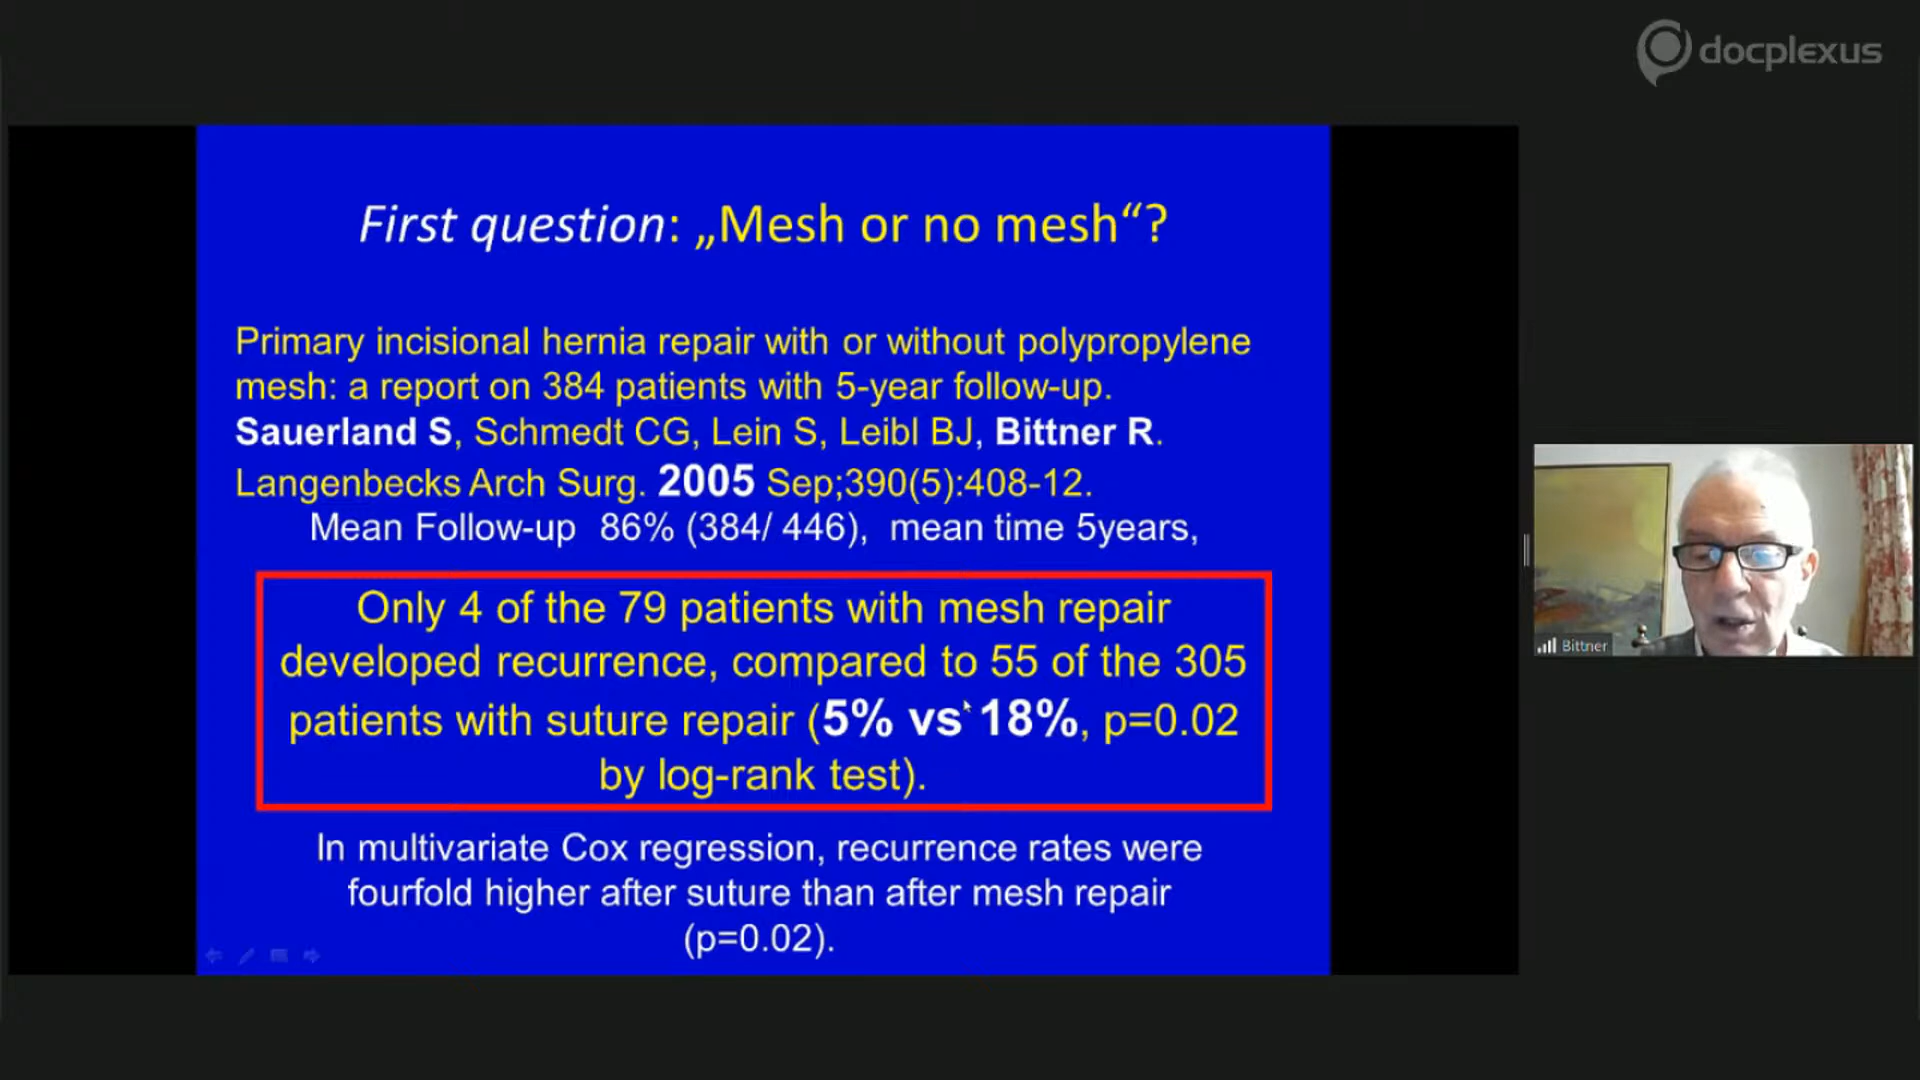 docplexus
First question: „Mesh or no mesh“?
Primary incisional hernia repair with or without polypropylene
mesh: a report on 384 patients with 5-year follow-up.
Sauerland S, Schmedt CG, Lein S, Leibl BJ, Bittner R.
Langenbecks Arch Surg. 2005 Sep;390(5):408-12.
Mean Follow-up 86% (384/ 446), mean time 5years,
Only 4 of the 79 patients with mesh repair
developed recurrence, compared to 55 of the 305
patients with suture repair (5% vs 18%, p=0.02
by log-rank test).
In multivariate Cox regression, recurrence rates were
fourfold higher after suture than after mesh repair
(p=0.02).
Bittner